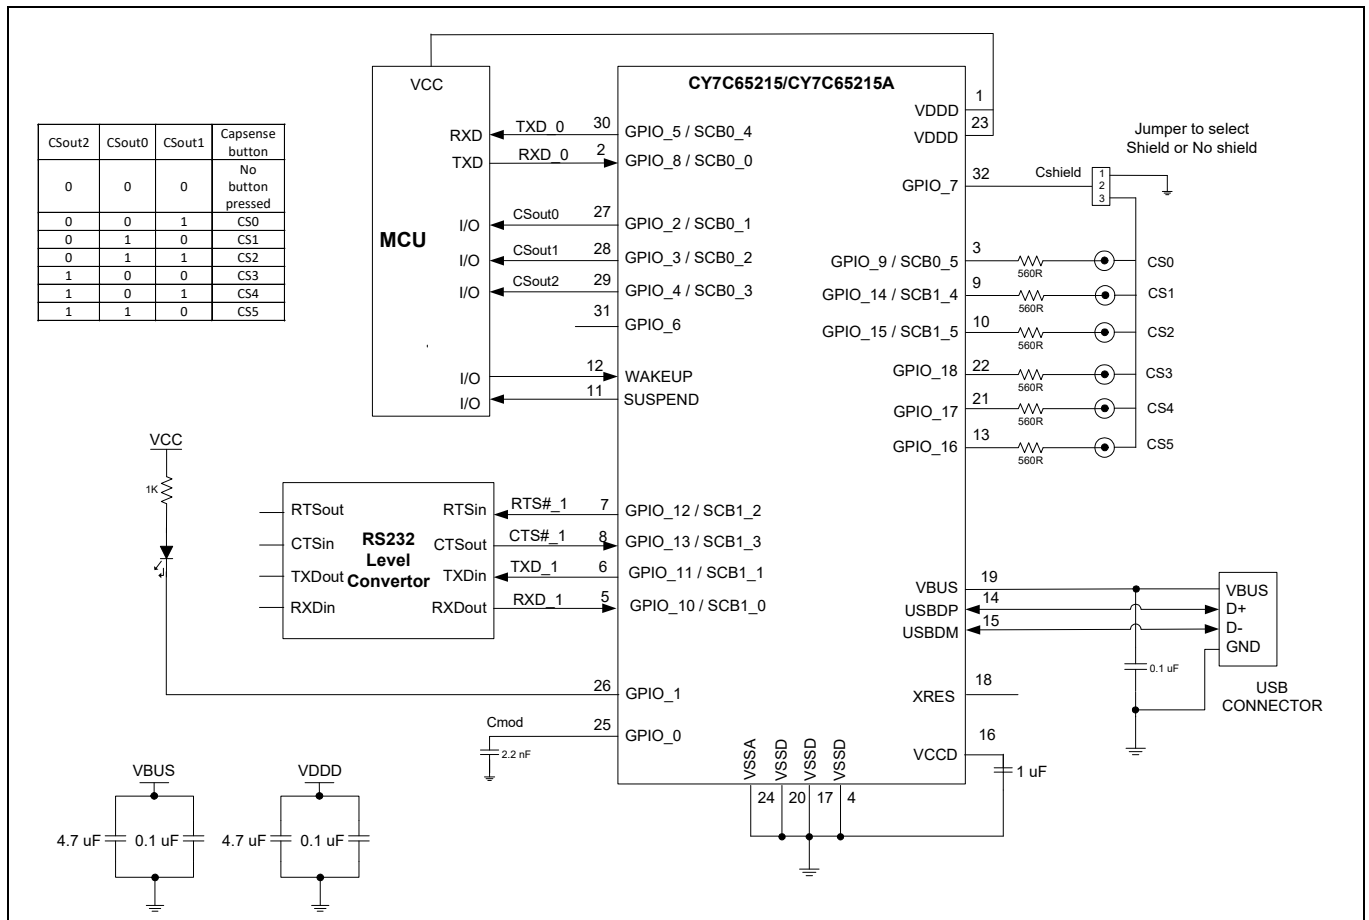 CY7C65215/CY7C65215A
VCC
MCU
RXD
TXD_0
30
GPIO_5 / SCB0_4
TXD
RXD_0
2
GPIO_8 / SCB0_0
I/O
CSout0
27
GPIO_2 / SCB0_1
I/O
CSout1
28
GPIO_3 / SCB0_2
I/O
CSout2
29
GPIO_4 / SCB0_3
31
GPIO_6
I/O
12
WAKEUP
I/O
11
SUSPEND
CSout2 CSout0 CSout1 Capsense
button
0 0 0 No
button
pressed
0 0 1 CS0
0 1 0 CS1
0 1 1 CS2
1 0 0 CS3
1 0 1 CS4
1 1 0 CS5
VDDD
1
VDDD
23
Jumper to select
Shield or No shield
GPIO_7
32
Cshield
1
2
3
GPIO_9 / SCB0_5
3
560R
CS0
GPIO_14 / SCB1_4
9
560R
CS1
GPIO_15 / SCB1_5
10
560R
CS2
GPIO_18
22
560R
CS3
GPIO_17
21
560R
CS4
GPIO_16
13
560R
CS5
VCC
1K
RS232
Level
Convertor
RTSout
RTSin
RTS#_1
7
GPIO_12 / SCB1_2
CTSin
CTSout
CTS#_1
8
GPIO_13 / SCB1_3
TXDout
TXDin
TXD_1
6
GPIO_11 / SCB1_1
RXDin
RXDout
RXD_1
5
GPIO_10 / SCB1_0
26
GPIO_1
Cmod
25
GPIO_0
2.2 nF
VBUS
19
VBUS
USBDP
14
D+
USBDM
15
D-
GND
0.1 uF
USB
CONNECTOR
XRES
18
VCCD
16
1 uF
VSSA
VSSD
VSSD
VSSD
24
20
17
4
VBUS
4.7 uF
0.1 uF
VDDD
4.7 uF
0.1 uF